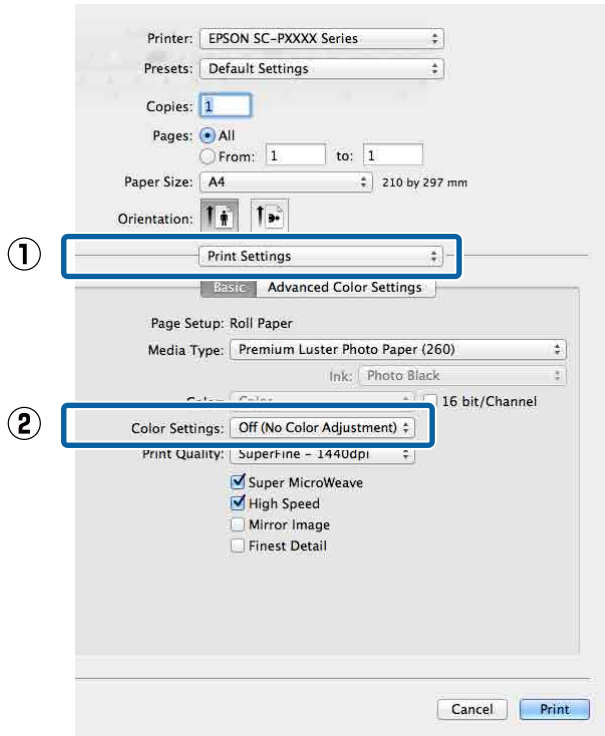 Printer: EPSON SC-PXXXX Series
Presets: Default Settings
Copies: 1
Pages: All
From: 1 to: 1
Paper Size: A4 210 by 297 mm
Orientation:
① Print Settings
Basic Advanced Color Settings
Page Setup: Roll Paper
Media Type: Premium Luster Photo Paper (260)
Ink: Photo Black
Color: Color 16 bit/Channel
② Color Settings: Off (No Color Adjustment)
Print Quality: SuperFine - 1440dpi
Super MicroWeave
High Speed
Mirror Image
Finest Detail
Cancel Print